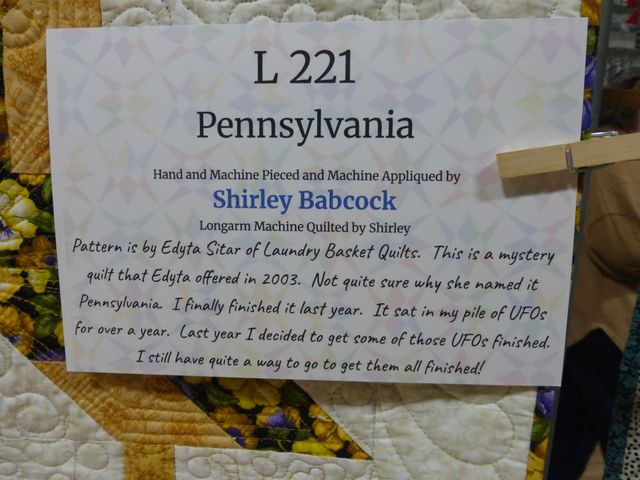 L 221
Pennsylvania
Hand and Machine Pieced and Machine Appliqued by
Shirley Babcock
Longarm Machine Quilted by Shirley
Pattern is by Edyta Sitar of Laundry Basket Quilts. This is a mystery
quilt that Edyta offered in 2003. Not quite sure why she named it
Pennsylvania. I finally finished it last year. It sat in my pile of UFOs
for over a year. Last year I decided to get some of those UFOs finished.
I still have quite a way to go to get them all finished!